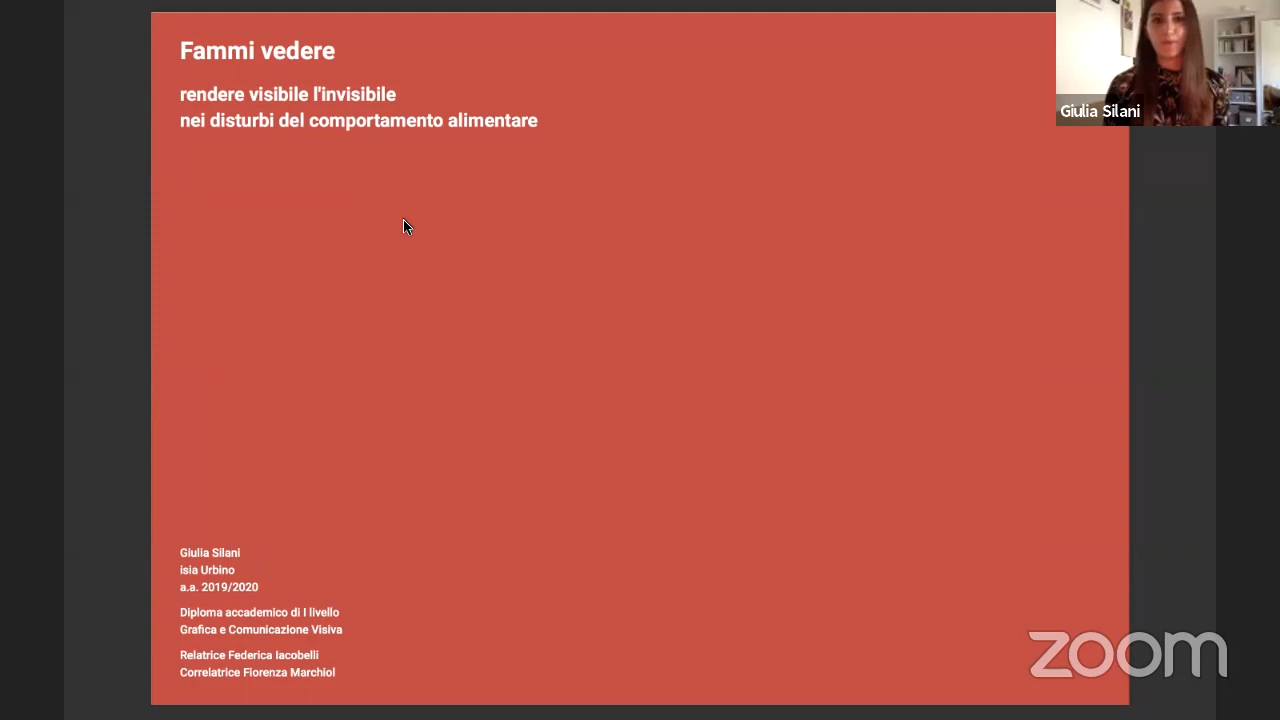 Fammi vedere
rendere visibile l'invisibile
nei disturbi del comportamento alimentare
Giulia Silani
Giulia Silani
isia Urbino
a.a. 2019/2020
Diploma accademico di I livello
Grafica e Comunicazione Visiva
Relatrice Federica Iacobelli
Correlatrice Fiorenza Marchiol
zoom